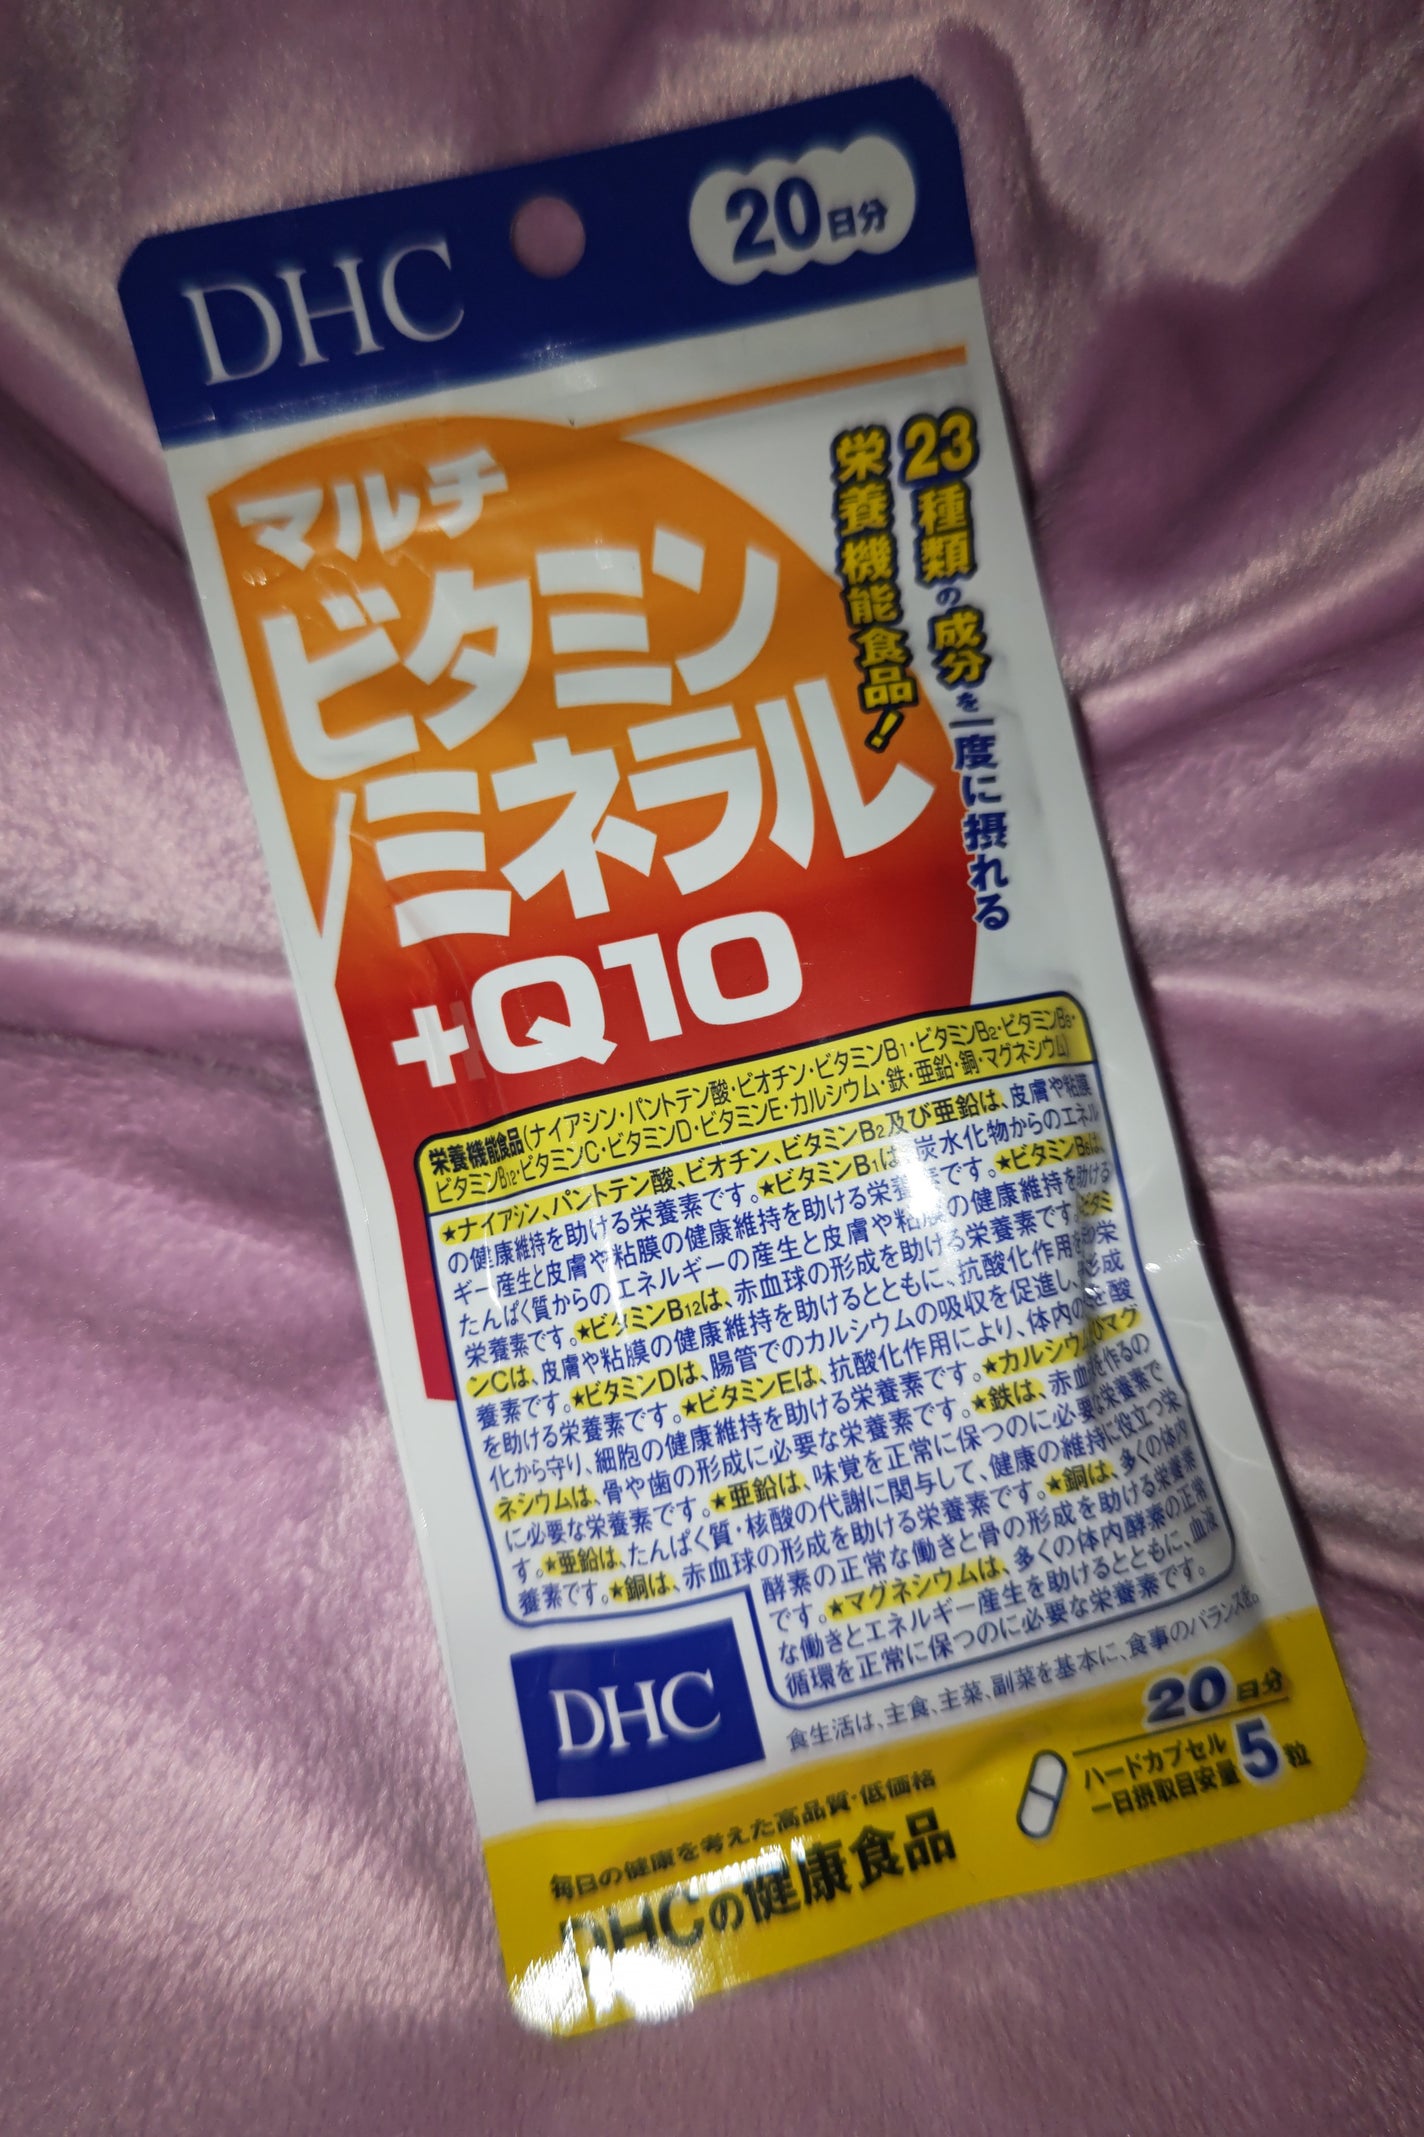 DHC
20日分
マルチ
ビタミン
ミネラル
+Q10
23種類の成分を一度に摂れる
栄養機能食品!
栄養機能食品(ナイアシン・パントテン酸・ビオチン・ビタミンB1・ビタミンB2・ビタミンB6・
ビタミンB12・ビタミンC・ビタミンD・ビタミンE・カルシウム・鉄・亜鉛・銅・マグネシウム)
★ナイアシン、パントテン酸、ビオチン、ビタミンB2及び亜鉛は、皮膚や粘膜
の健康維持を助ける栄養素です。★ビタミンB1は、炭水化物からのエネル
ギー産生と皮膚や粘膜の健康維持を助ける栄養素です。★ビタミンB6は、
たんぱく質からのエネルギーの産生と皮膚や粘膜の健康維持を助ける
栄養素です。★ビタミンB12は、赤血球の形成を助ける栄養素です。★ビタミ
ンCは、皮膚や粘膜の健康維持を助けるとともに、抗酸化作用を持つ栄
養素です。★ビタミンDは、腸管でのカルシウムの吸収を促進し、骨の形成
を助ける栄養素です。★ビタミンEは、抗酸化作用により、体内の脂質を酸
化から守り、細胞の健康維持を助ける栄養素です。★カルシウム及びマグ
ネシウムは、骨や歯の形成に必要な栄養素です。★鉄は、赤血球を作るの
に必要な栄養素です。★亜鉛は、味覚を正常に保つのに必要な栄養素で
す。★亜鉛は、たんぱく質・核酸の代謝に関与して、健康の維持に役立つ栄
養素です。★銅は、赤血球の形成を助ける栄養素です。★銅は、多くの体内
酵素の正常な働きと骨の形成を助ける栄養素
です。★マグネシウムは、多くの体内酵素の正常
な働きとエネルギー産生を助けるとともに、血液
循環を正常に保つのに必要な栄養素です。
食生活は、主食、主菜、副菜を基本に、食事のバランスを。
DHC
20日分
ハードカプセル
一日摂取目安量5粒
毎日の健康を考えた高品質・低価格
DHCの健康食品